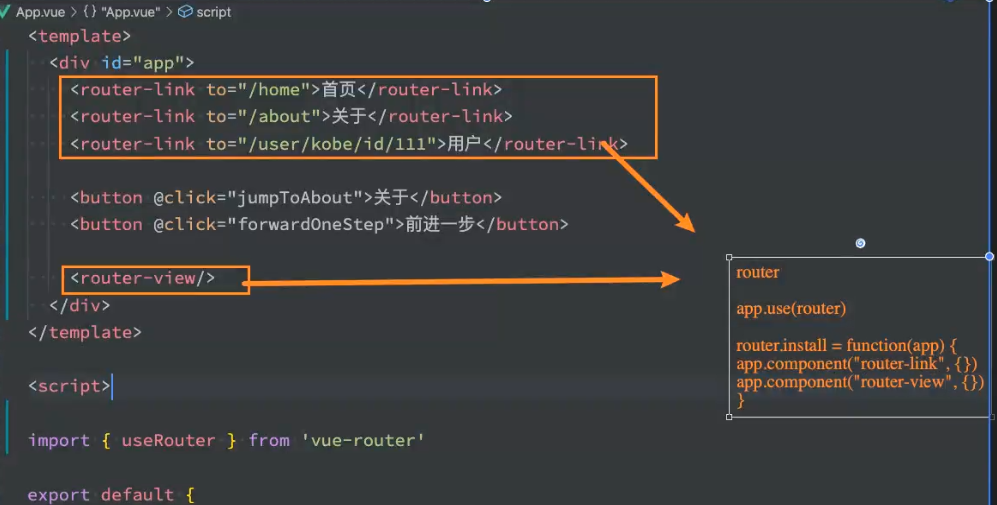 App.vue > {} "App.vue" > script
<template>
<div id="app">
<router-link to="/home">首页</router-link>
<router-link to="/about">关于</router-link>
<router-link to="/user/kobe/id/111">用户</router-link>
<button @click="jumpToAbout">关于</button>
<button @click="forwardOneStep">前进一步</button>
<router-view/>
</div>
</template>
<script>
import { useRouter } from 'vue-router'
export default {
router
app.use(router)
router.install = function(app) {
app.component("router-link", {})
app.component("router-view", {})
}